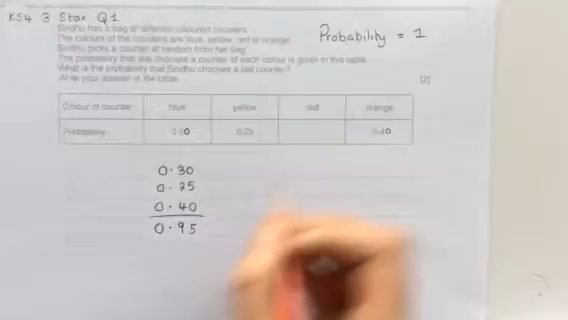 KS4 3 Star Q1
Probability = 1
Sindhu has a bag of different coloured counters.
The colours of the counters are blue, yellow, red or orange.
Sindhu picks a counter at random from her bag.
The probability that she chooses a counter of each colour is given in this table.
What is the probability that Sindhu chooses a red counter?
Write your answer in the table.
[2]
Colour of counter blue yellow red orange
Probability 0.30 0.25 0.40
0.30
0.25
0.40
0.95